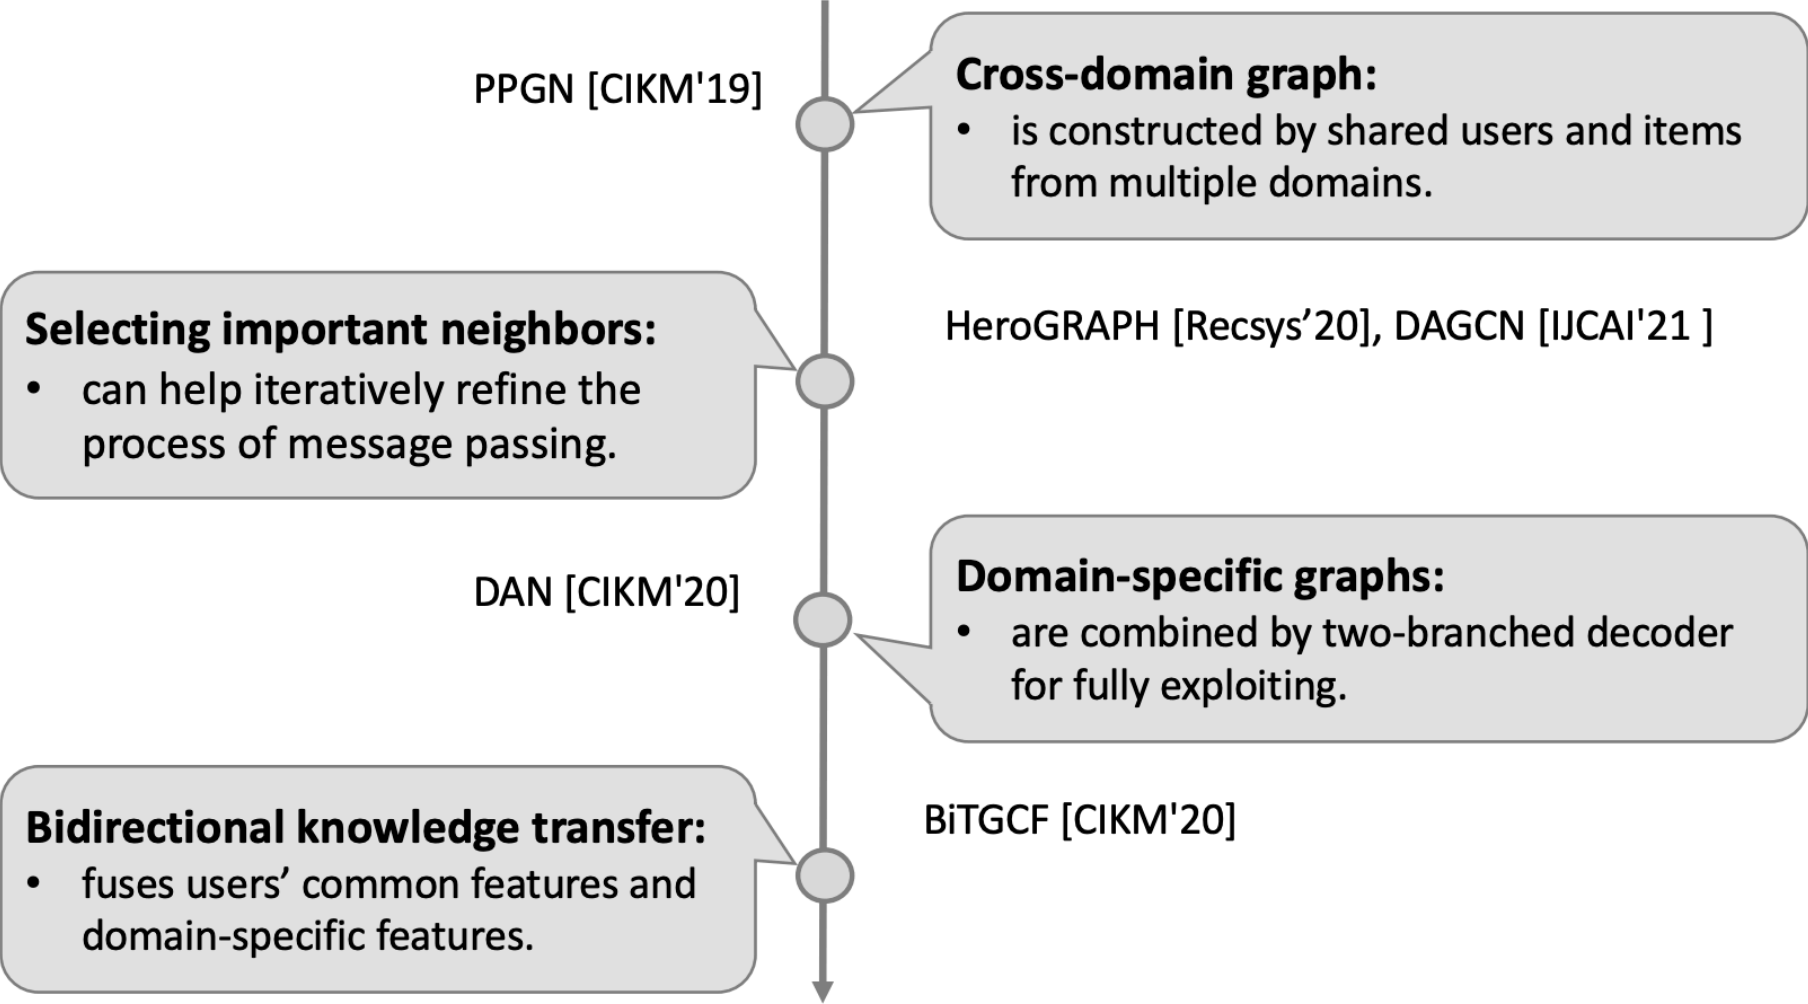 PPGN [CIKM'19]
Cross-domain graph:
• is constructed by shared users and items
from multiple domains.
Selecting important neighbors:
• can help iteratively refine the
process of message passing.
HeroGRAPH [Recsys’20], DAGCN [IJCAI'21 ]
DAN [CIKM'20]
Domain-specific graphs:
• are combined by two-branched decoder
for fully exploiting.
Bidirectional knowledge transfer:
• fuses users’ common features and
domain-specific features.
BiTGCF [CIKM'20]